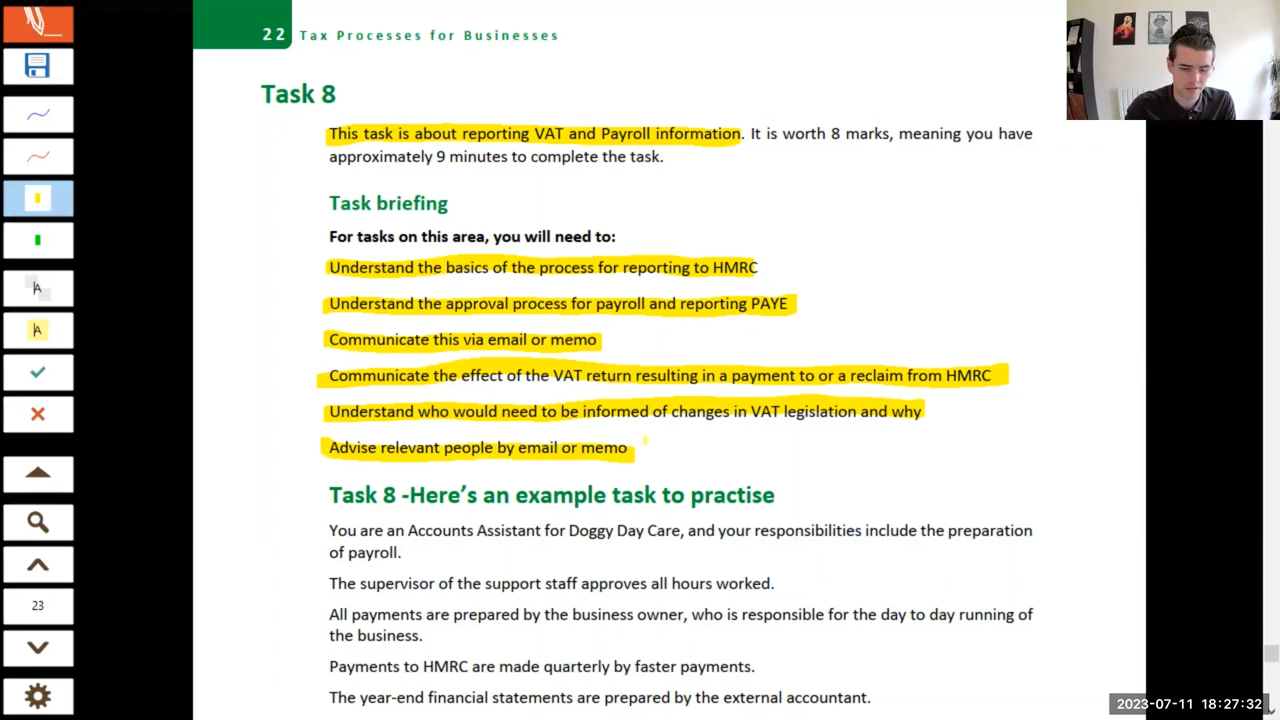 22 Tax Processes for Businesses
Task 8
This task is about reporting VAT and Payroll information. It is worth 8 marks, meaning you have
approximately 9 minutes to complete the task.
Task briefing
For tasks on this area, you will need to:
Understand the basics of the process for reporting to HMRC
Understand the approval process for payroll and reporting PAYE
Communicate this via email or memo
Communicate the effect of the VAT return resulting in a payment to or a reclaim from HMRC
Understand who would need to be informed of changes in VAT legislation and why
Advise relevant people by email or memo
Task 8 -Here's an example task to practise
You are an Accounts Assistant for Doggy Day Care, and your responsibilities include the preparation
of payroll.
The supervisor of the support staff approves all hours worked.
All payments are prepared by the business owner, who is responsible for the day to day running of
the business.
Payments to HMRC are made quarterly by faster payments.
The year-end financial statements are prepared by the external accountant.
A
A
23
2023-07-11 18:27:32